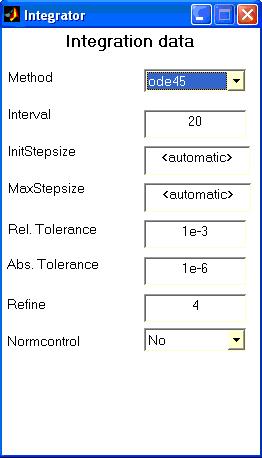 Integrator
Integration data
Method ode45
Interval 20
InitStepsize <automatic>
MaxStepsize <automatic>
Rel. Tolerance 1e-3
Abs. Tolerance 1e-6
Refine 4
Normcontrol No